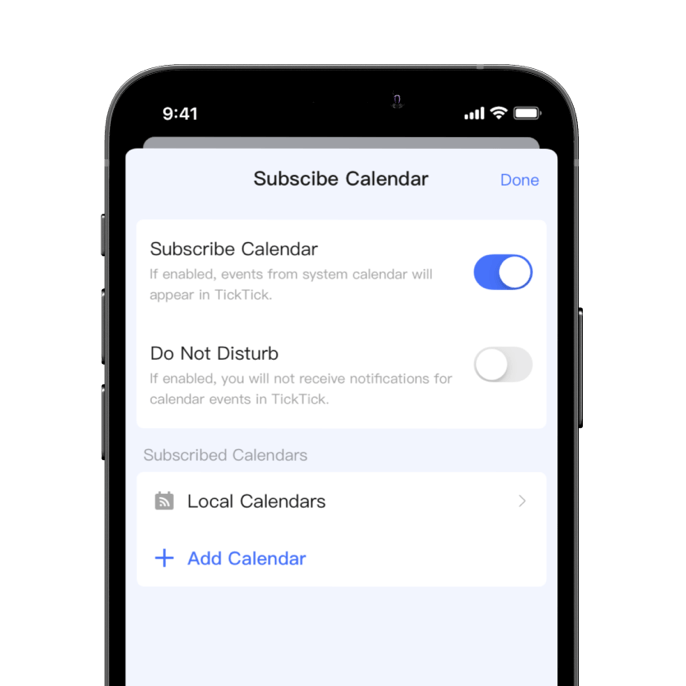 9:41
Subscibe Calendar
Done
Subscribe Calendar
If enabled, events from system calendar will
appear in TickTick.
Do Not Disturb
If enabled, you will not receive notifications for
calendar events in TickTick.
Subscribed Calendars
Local Calendars
Add Calendar